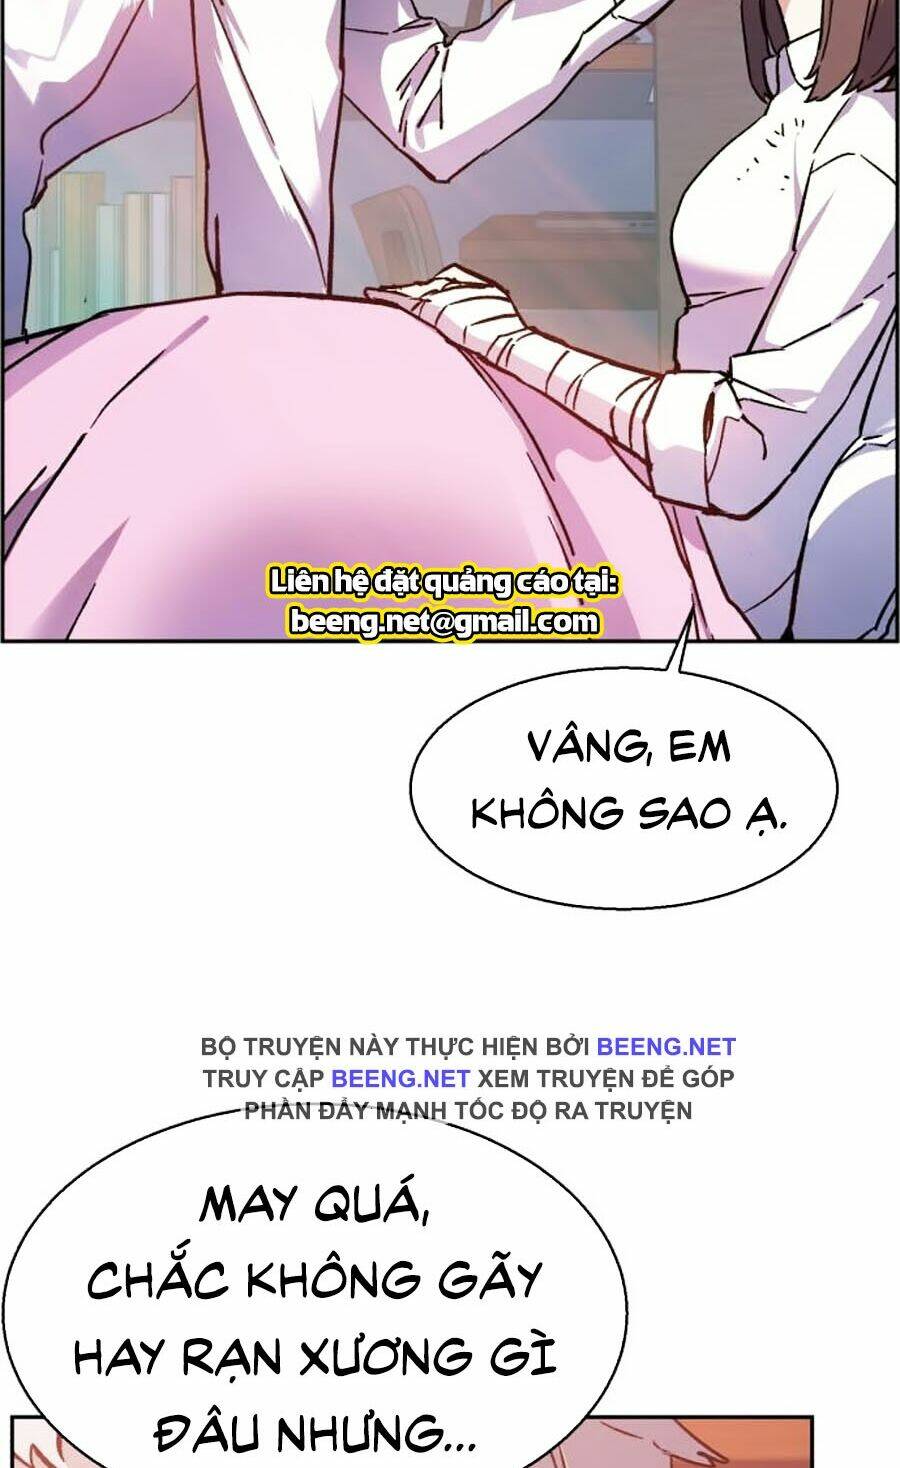 Liên hệ đặt quảng cáo tại:
beeng.net@gmail.com
VÂNG, EM
KHÔNG SAO Ạ.
BỘ TRUYỆN NÀY THỰC HIỆN BỞI BEENG.NET
TRUY CẬP BEENG.NET XEM TRUYỆN ĐỂ GÓP
PHẦN ĐẨY MẠNH TỐC ĐỘ RA TRUYỆN
MAY QUÁ,
CHẮC KHÔNG GÃY
HAY RẠN XƯƠNG GÌ
ĐÂU NHƯNG...